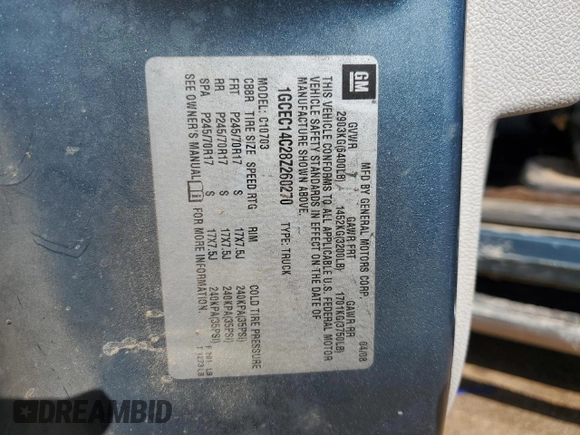 GM
MFD BY GENERAL MOTORS CORP. 04/08
GVWR GAWR FRT GAWR RR
2903KG(6400LB) 1452KG(3200LB) 1701KG(3750LB)
THIS VEHICLE CONFORMS TO ALL APPLICABLE U.S. FEDERAL MOTOR
VEHICLE SAFETY STANDARDS IN EFFECT ON THE DATE OF
MANUFACTURE SHOWN ABOVE.
1GCEC14C28Z260270 TYPE: TRUCK
MODEL: C10703
CBBR TIRE SIZE SPEED RTG RIM COLD TIRE PRESSURE
FRT P245/70R17 S 17X7.5J 240KPA(35PSI)
RR P245/70R17 S 17X7.5J 240KPA(35PSI)
SPA P245/70R17 S 17X7.5J 240KPA(35PSI)
SEE OWNER'S MANUAL i FOR MORE INFORMATION.
DREAMBID